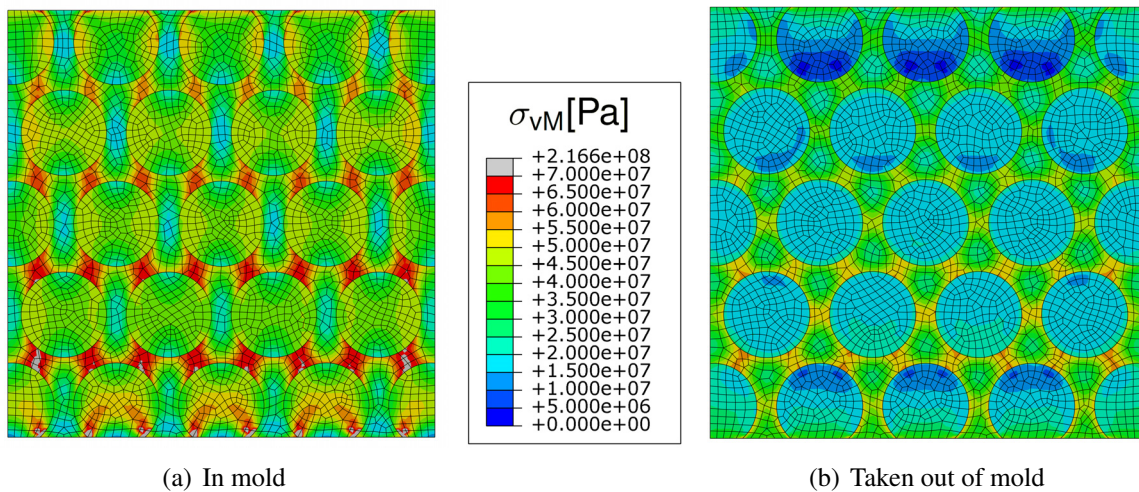 σvM[Pa]
+2.166e+08
+7.000e+07
+6.500e+07
+6.000e+07
+5.500e+07
+5.000e+07
+4.500e+07
+4.000e+07
+3.500e+07
+3.000e+07
+2.500e+07
+2.000e+07
+1.500e+07
+1.000e+07
+5.000e+06
+0.000e+00
(a) In mold
(b) Taken out of mold